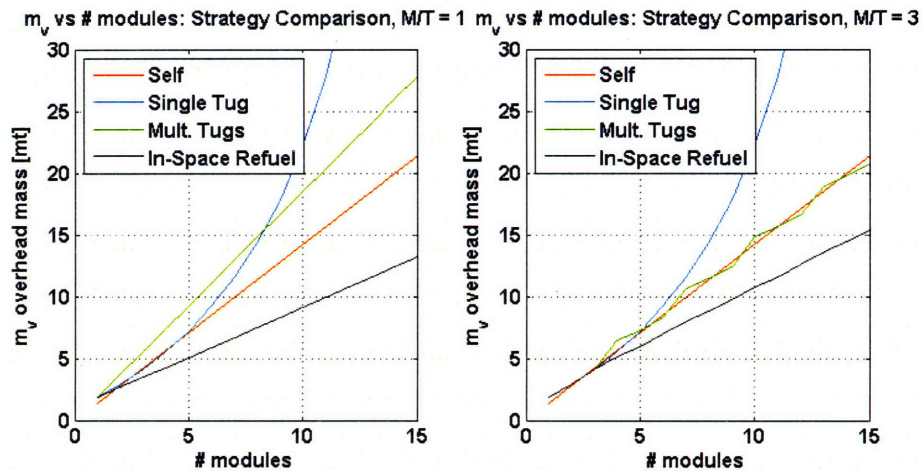 m_v vs # modules: Strategy Comparison, M/T = 1
30
25
20
15
10
5
0
0
5
10
15
m_v overhead mass [mt]
# modules
Self
Single Tug
Mult. Tugs
In-Space Refuel
m_v vs # modules: Strategy Comparison, M/T = 3
30
25
20
15
10
5
0
0
5
10
15
m_v overhead mass [mt]
# modules
Self
Single Tug
Mult. Tugs
In-Space Refuel